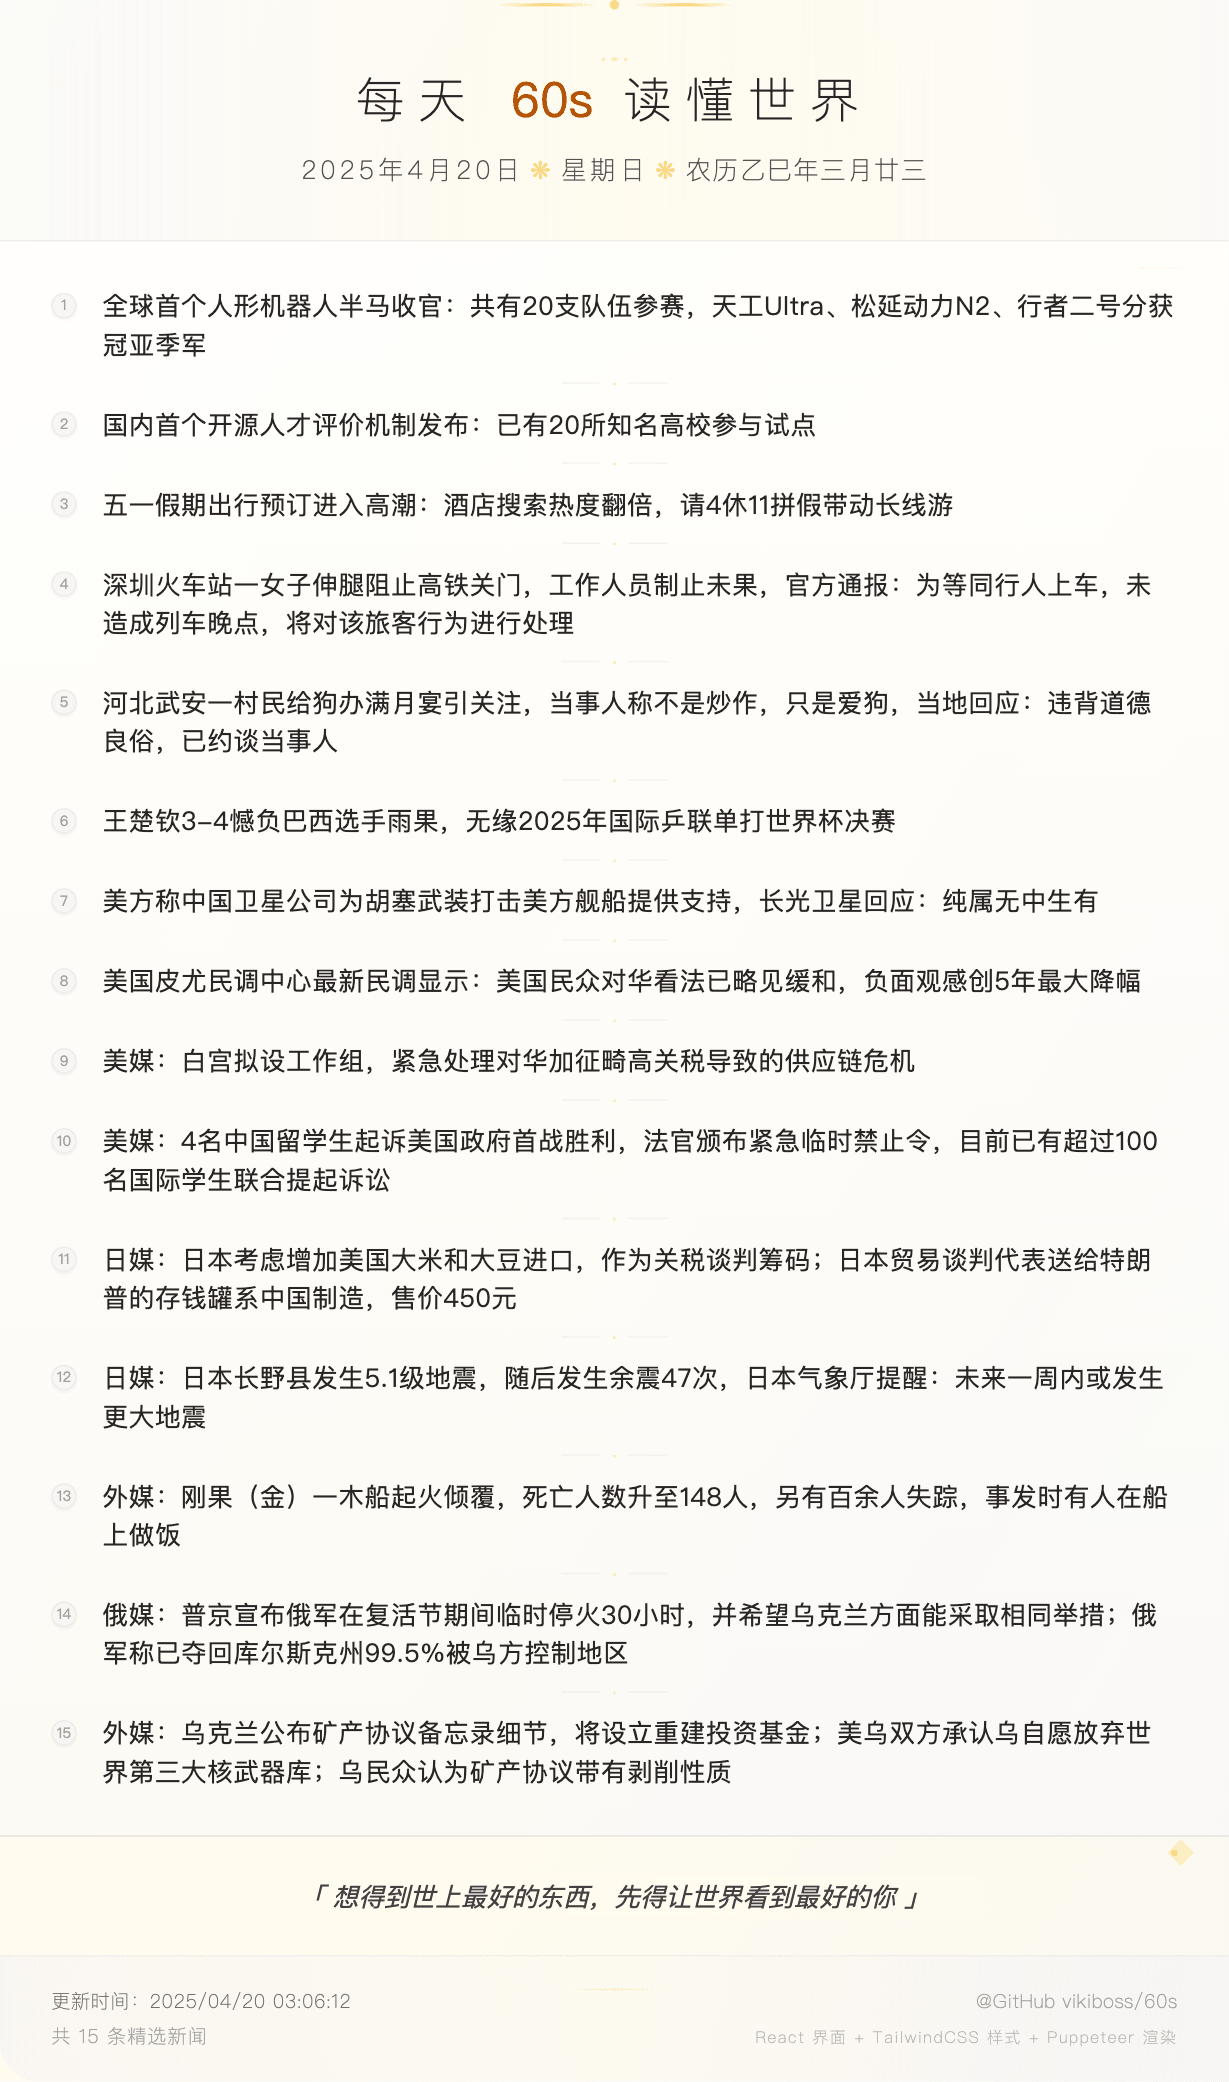 每天 60s 读懂世界
2025年4月20日 ❋ 星期日 ❋ 农历乙巳年三月廿三
1 全球首个人形机器人半马收官：共有20支队伍参赛，天工Ultra、松延动力N2、行者二号分获
冠亚季军
2 国内首个开源人才评价机制发布：已有20所知名高校参与试点
3 五一假期出行预订进入高潮：酒店搜索热度翻倍，请4休11拼假带动长线游
4 深圳火车站一女子伸腿阻止高铁关门，工作人员制止未果，官方通报：为等同行人上车，未
造成列车晚点，将对该旅客行为进行处理
5 河北武安一村民给狗办满月宴引关注，当事人称不是炒作，只是爱狗，当地回应：违背道德
良俗，已约谈当事人
6 王楚钦3-4憾负巴西选手雨果，无缘2025年国际乒联单打世界杯决赛
7 美方称中国卫星公司为胡塞武装打击美方舰船提供支持，长光卫星回应：纯属无中生有
8 美国皮尤民调中心最新民调显示：美国民众对华看法已略见缓和，负面观感创5年最大降幅
9 美媒：白宫拟设工作组，紧急处理对华加征畸高关税导致的供应链危机
10 美媒：4名中国留学生起诉美国政府首战胜利，法官颁布紧急临时禁止令，目前已有超过100
名国际学生联合提起诉讼
11 日媒：日本考虑增加美国大米和大豆进口，作为关税谈判筹码；日本贸易谈判代表送给特朗
普的存钱罐系中国制造，售价450元
12 日媒：日本长野县发生5.1级地震，随后发生余震47次，日本气象厅提醒：未来一周内或发生
更大地震
13 外媒：刚果（金）一木船起火倾覆，死亡人数升至148人，另有百余人失踪，事发时有人在船
上做饭
14 俄媒：普京宣布俄军在复活节期间临时停火30小时，并希望乌克兰方面能采取相同举措；俄
军称已夺回库尔斯克州99.5%被乌方控制地区
15 外媒：乌克兰公布矿产协议备忘录细节，将设立重建投资基金；美乌双方承认乌自愿放弃世
界第三大核武器库；乌民众认为矿产协议带有剥削性质
「 想得到世上最好的东西，先得让世界看到最好的你 」
更新时间：2025/04/20 03:06:12
共 15 条精选新闻
@GitHub vikiboss/60s
React 界面 + TailwindCSS 样式 + Puppeteer 渲染